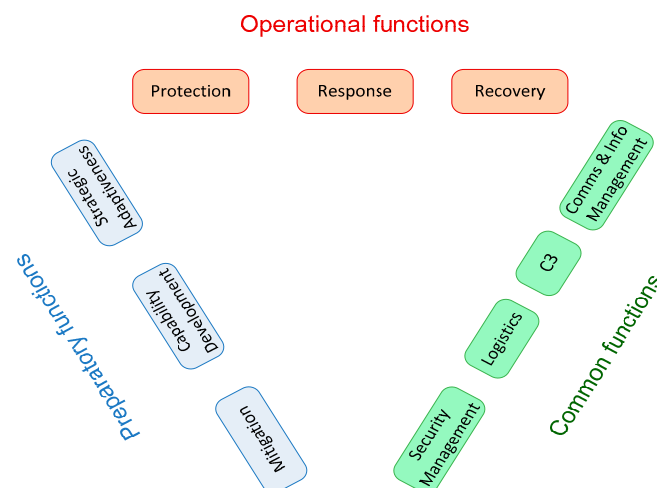 Operational functions
Protection
Response
Recovery
Strategic
Adaptiveness
Capability
Development
Mitigation
Preparatory functions
Comms & Info
Management
C3
Logistics
Security
Management
Common functions